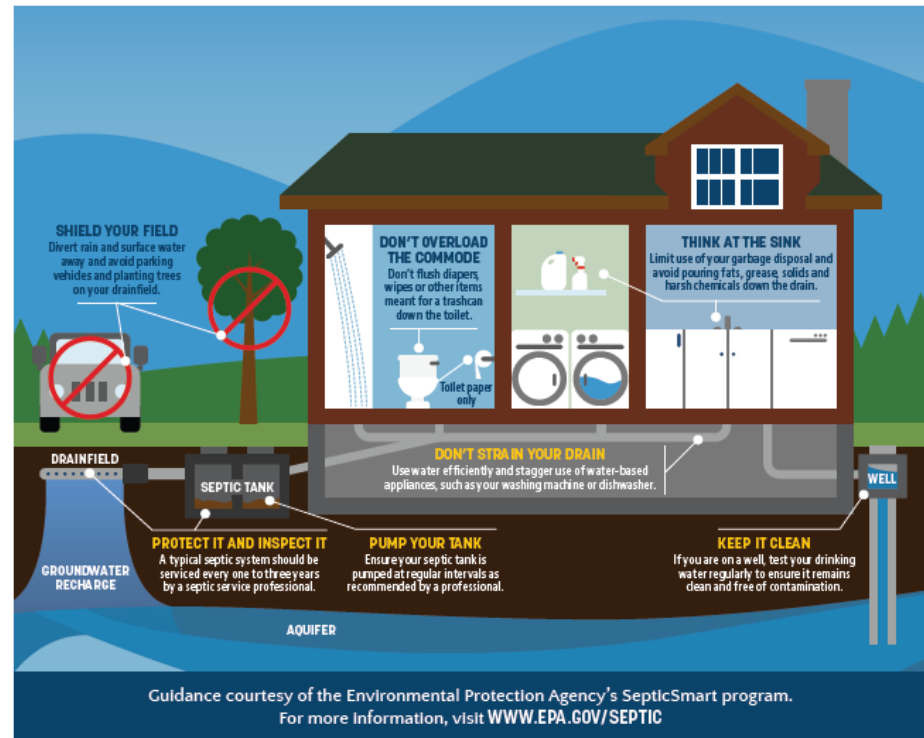 SHIELD YOUR FIELD
Divert rain and surface water
away and avoid parking
vehicles and planting trees
on your drainfield.
DON'T OVERLOAD
THE COMMODE
Don't flush diapers,
wipes or other items
meant for a trashcan
down the toilet.
Toilet paper
only
THINK AT THE SINK
Limit use of your garbage disposal and
avoid pouring fats, grease, solids and
harsh chemicals down the drain.
DON'T STRAIN YOUR DRAIN
Use water efficiently and stagger use of water-based
appliances, such as your washing machine or dishwasher.
DRAINFIELD
SEPTIC TANK
WELL
PROTECT IT AND INSPECT IT
A typical septic system should be
serviced every one to three years
by a septic service professional.
PUMP YOUR TANK
Ensure your septic tank is
pumped at regular intervals as
recommended by a professional.
KEEP IT CLEAN
If you are on a well, test your drinking
water regularly to ensure it remains
clean and free of contamination.
GROUNDWATER
RECHARGE
AQUIFER
Guidance courtesy of the Environmental Protection Agency's SepticSmart program.
For more information, visit WWW.EPA.GOV/SEPTIC